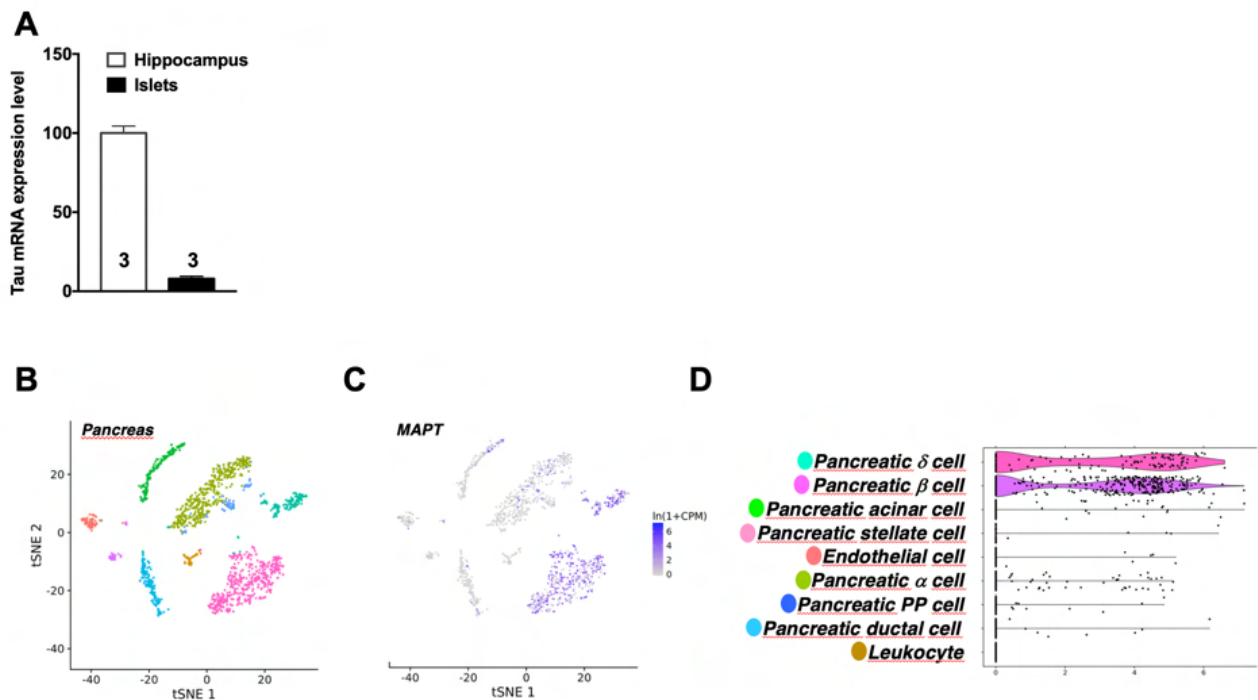 A
150
100
50
0
Tau mRNA expression level
Hippocampus
Islets
3
3
B
Pancreas
20
0
-20
-40
tSNE 2
-40
-20
0
20
tSNE 1
C
MAPT
-40
-20
0
20
tSNE 1
ln(1+CPM)
6
4
2
0
D
Pancreatic δ cell
Pancreatic β cell
Pancreatic acinar cell
Pancreatic stellate cell
Endothelial cell
Pancreatic α cell
Pancreatic PP cell
Pancreatic ductal cell
Leukocyte
0
2
4
6